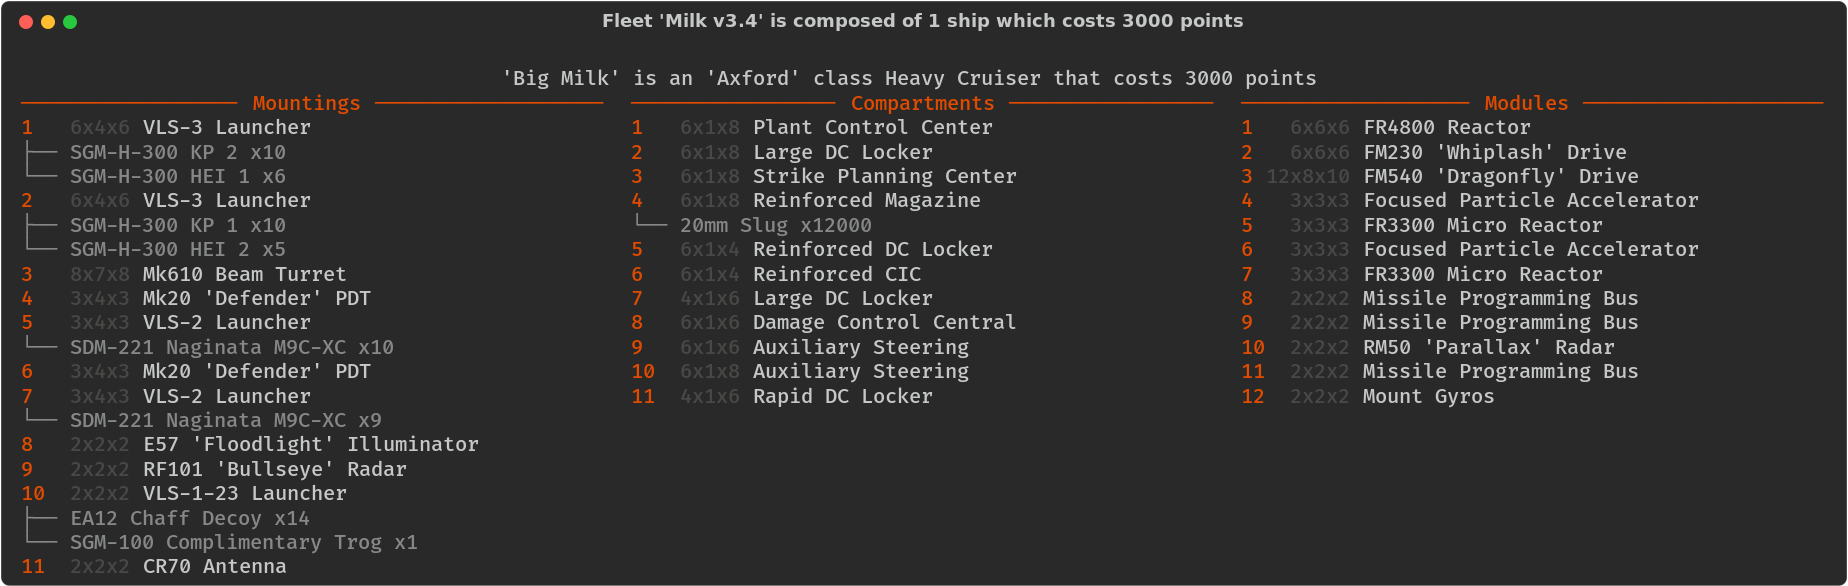 Fleet 'Milk v3.4' is composed of 1 ship which costs 3000 points
'Big Milk' is an 'Axford' class Heavy Cruiser that costs 3000 points
Mountings
1 6x4x6 VLS-3 Launcher
SGM-H-300 KP 2 x10
SGM-H-300 HEI 1 x6
2 6x4x6 VLS-3 Launcher
SGM-H-300 KP 1 x10
SGM-H-300 HEI 2 x5
3 8x7x8 Mk610 Beam Turret
4 3x4x3 Mk20 'Defender' PDT
5 3x4x3 VLS-2 Launcher
SDM-221 Naginata M9C-XC x10
6 3x4x3 Mk20 'Defender' PDT
7 3x4x3 VLS-2 Launcher
SDM-221 Naginata M9C-XC x9
8 2x2x2 E57 'Floodlight' Illuminator
9 2x2x2 RF101 'Bullseye' Radar
10 2x2x2 VLS-1-23 Launcher
EA12 Chaff Decoy x14
SGM-100 Complimentary Trog x1
11 2x2x2 CR70 Antenna
Compartments
1 6x1x8 Plant Control Center
2 6x1x8 Large DC Locker
3 6x1x8 Strike Planning Center
4 6x1x8 Reinforced Magazine
20mm Slug x12000
5 6x1x4 Reinforced DC Locker
6 6x1x4 Reinforced CIC
7 4x1x6 Large DC Locker
8 6x1x6 Damage Control Central
9 6x1x6 Auxiliary Steering
10 6x1x8 Auxiliary Steering
11 4x1x6 Rapid DC Locker
Modules
1 6x6x6 FR4800 Reactor
2 6x6x6 FM230 'Whiplash' Drive
3 12x8x10 FM540 'Dragonfly' Drive
4 3x3x3 Focused Particle Accelerator
5 3x3x3 FR3300 Micro Reactor
6 3x3x3 Focused Particle Accelerator
7 3x3x3 FR3300 Micro Reactor
8 2x2x2 Missile Programming Bus
9 2x2x2 Missile Programming Bus
10 2x2x2 RM50 'Parallax' Radar
11 2x2x2 Missile Programming Bus
12 2x2x2 Mount Gyros